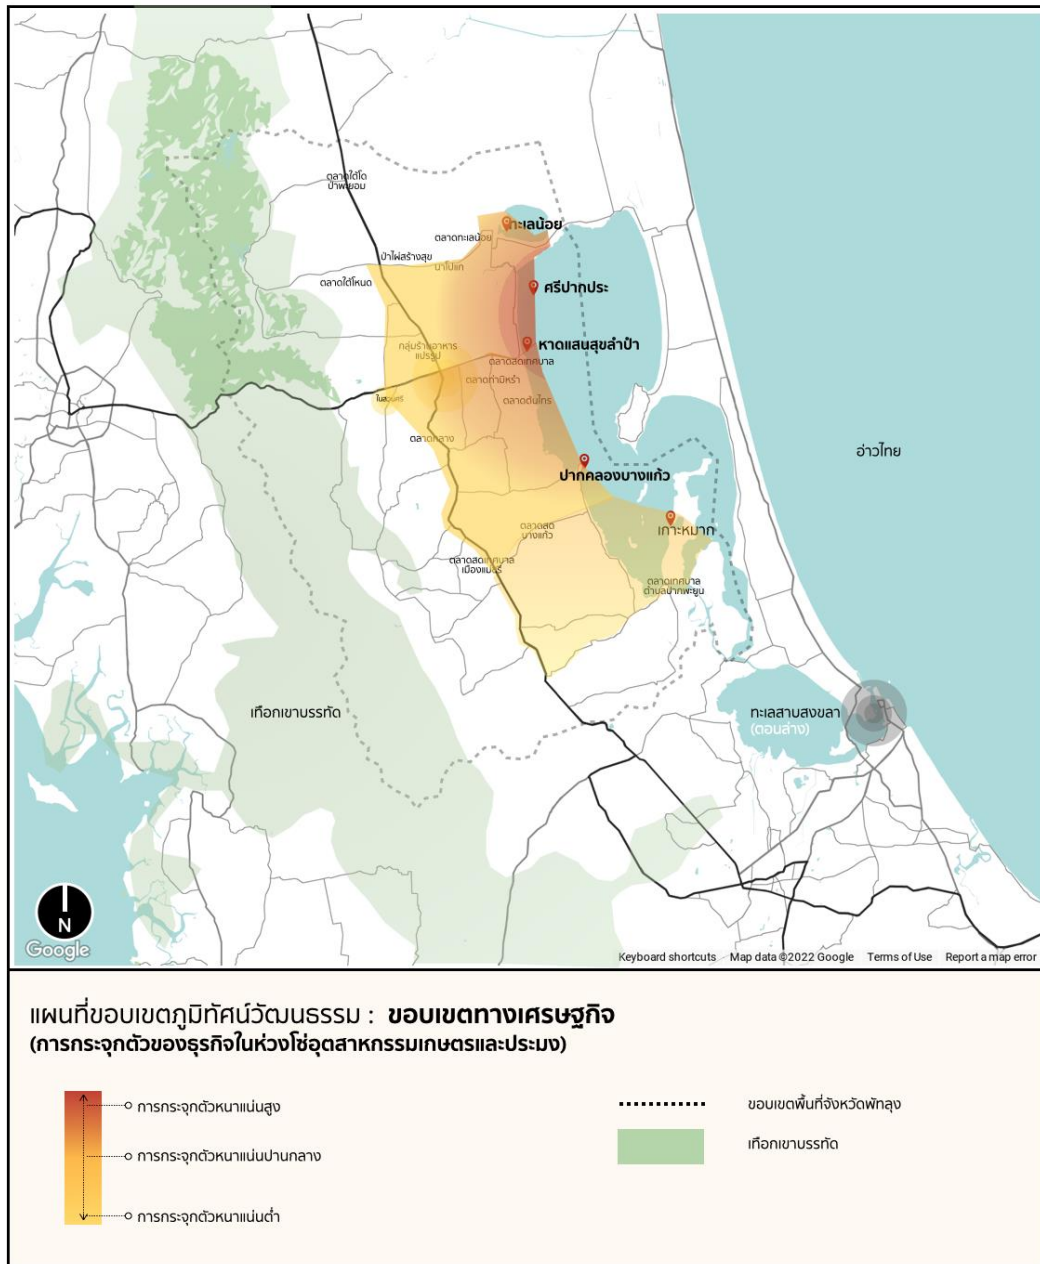 ตลาดใต้โด
ป่าพะยอม
ทะเลน้อย
ตลาดทะเลน้อย
ป่าไผ่สร้างสุข
นาโปแก
ตลาดใต้โหนด
ศรีปากประ
หาดแสนสุขลำปำ
กลุ่มร้านอาหาร
แปรรูป
ตลาดสดเทศบาล
ตลาดท่ามิหรำ
ตลาดต้นไทร
ตลาดกลาง
อ่าวไทย
ปากคลองบางแก้ว
ตลาดสด
บางแก้ว
เกาะหมาก
ตลาดสดเทศบาล
ตลาดเทศบาล
ตำบลปากพะยูน
เทือกเขาบรรทัด
ทะเลสาบสงขลา
(ตอนล่าง)
N
Google
Keyboard shortcuts Map data ©2022 Google Terms of Use Report a map error
แผนที่ขอบเขตภูมิทัศน์วัฒนธรรม : ขอบเขตทางเศรษฐกิจ
(การกระจุกตัวของธุรกิจในห่วงโซ่อุตสาหกรรมเกษตรและประมง)
การกระจุกตัวหนาแน่นสูง
การกระจุกตัวหนาแน่นปานกลาง
การกระจุกตัวหนาแน่นต่ำ
ขอบเขตพื้นที่จังหวัดพัทลุง
เทือกเขาบรรทัด